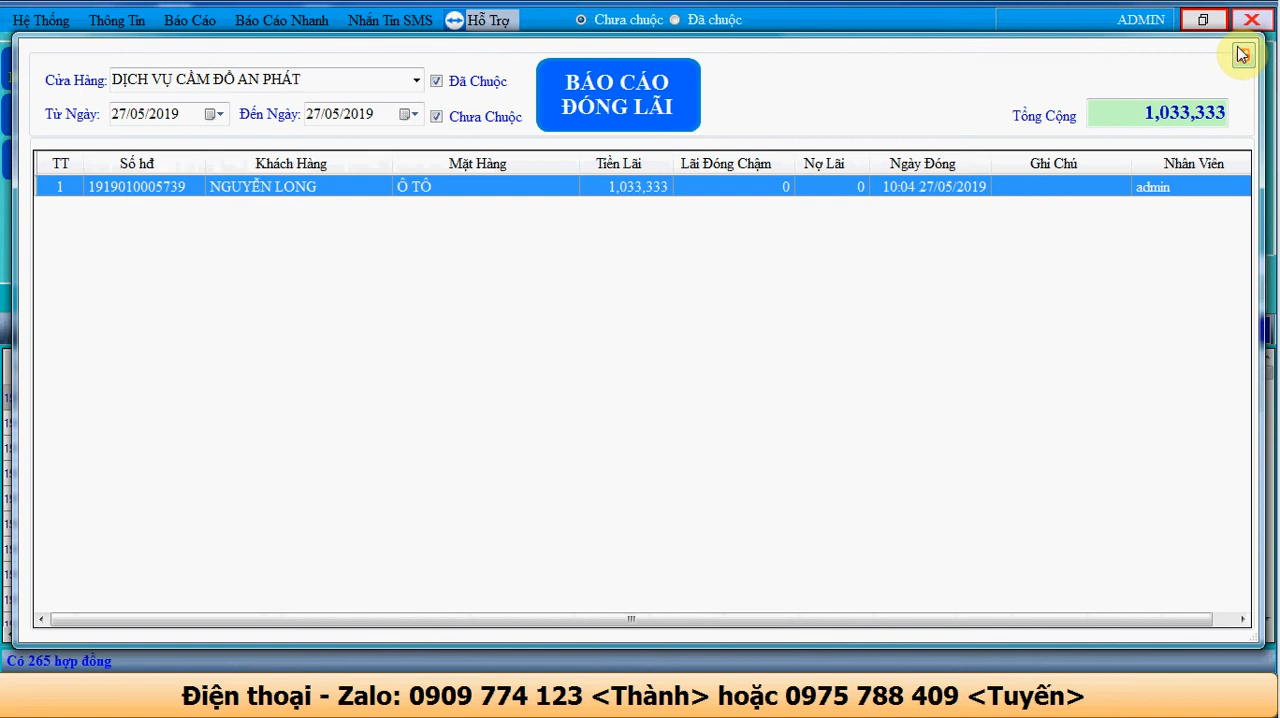 Hệ Thống Thông Tin Báo Cáo Báo Cáo Nhanh Nhắn Tin SMS Hỗ Trợ Chưa chuộc Đã chuộc ADMIN
Cửa Hàng: DỊCH VỤ CẦM ĐỒ AN PHÁT Đã Chuộc
Từ Ngày: 27/05/2019 Đến Ngày: 27/05/2019 Chưa Chuộc
BÁO CÁO
ĐÓNG LÃI
Tổng Cộng 1,033,333
TT Số hđ Khách Hàng Mặt Hàng Tiền Lãi Lãi Đóng Chậm Nợ Lãi Ngày Đóng Ghi Chú Nhân Viên
1 1919010005739 NGUYỄN LONG Ô TÔ 1,033,333 0 0 10:04 27/05/2019 admin
Có 265 hợp đồng
Điện thoại - Zalo: 0909 774 123 <Thành> hoặc 0975 788 409 <Tuyến>